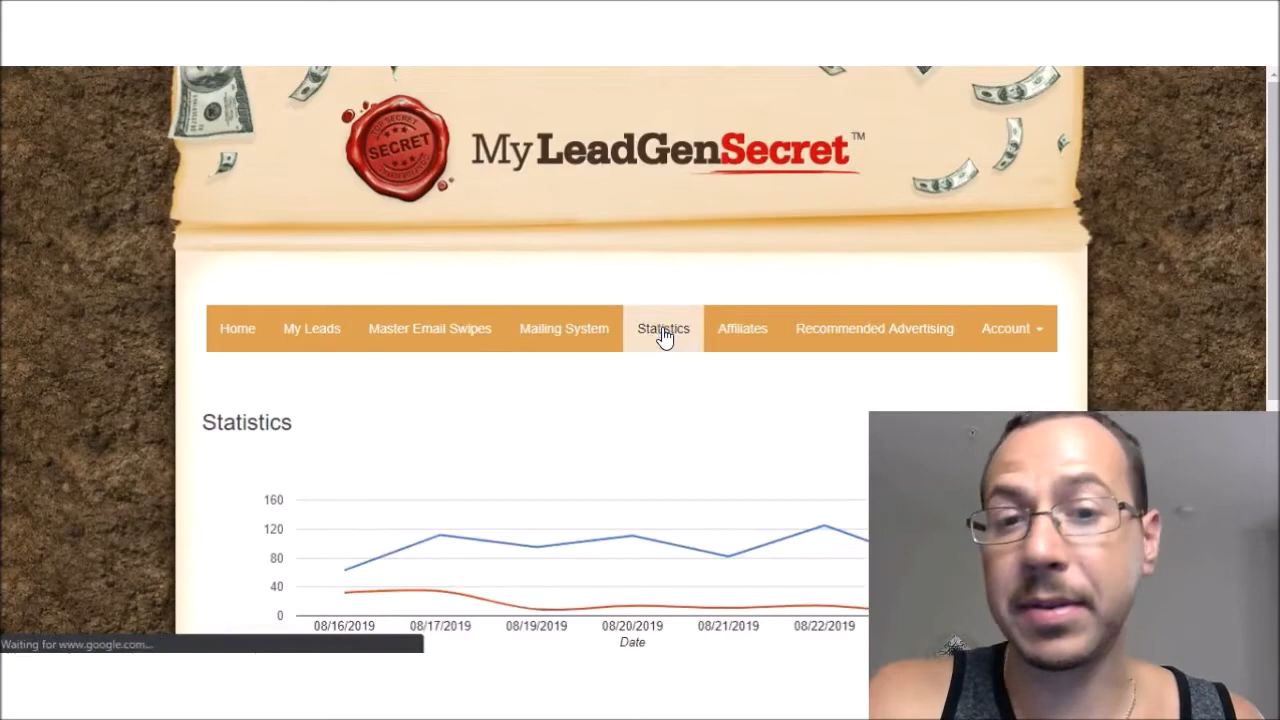 TOP SECRET
SECRET
MyLeadGenSecret™
Home My Leads Master Email Swipes Mailing System Statistics Affiliates Recommended Advertising Account
Statistics
160
120
80
40
0
08/16/2019 08/17/2019 08/19/2019 08/20/2019 08/21/2019 08/22/2019
Date
Waiting for www.google.com...